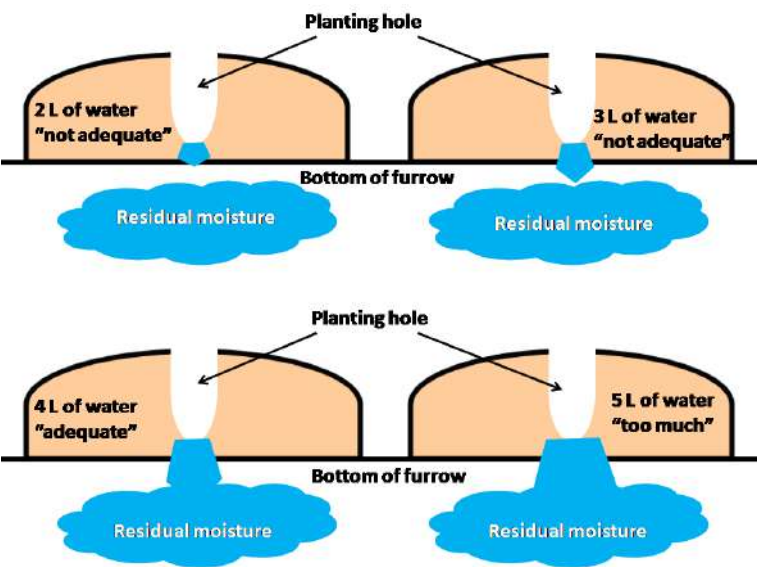 Planting hole
2 L of water
"not adequate"
3 L of water
"not adequate"
Bottom of furrow
Residual moisture
Residual moisture
Planting hole
4 L of water
"adequate"
5 L of water
"too much"
Bottom of furrow
Residual moisture
Residual moisture